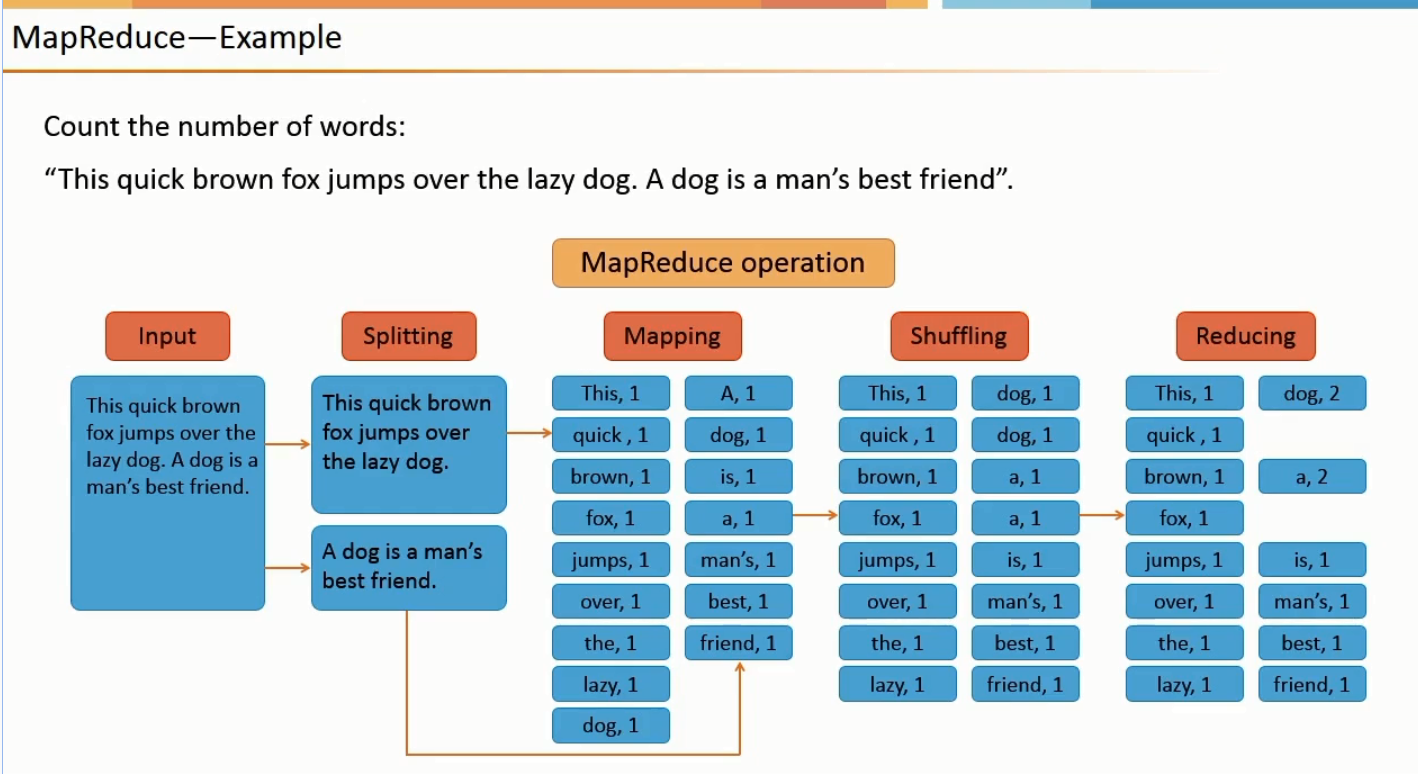 MapReduce—Example
Count the number of words:
“This quick brown fox jumps over the lazy dog. A dog is a man’s best friend”.
MapReduce operation
Input
Splitting
Mapping
Shuffling
Reducing
This quick brown
fox jumps over the
lazy dog. A dog is a
man’s best friend.
This quick brown
fox jumps over
the lazy dog.
A dog is a man’s
best friend.
This, 1
quick , 1
brown, 1
fox, 1
jumps, 1
over, 1
the, 1
lazy, 1
dog, 1
A, 1
dog, 1
is, 1
a, 1
man’s, 1
best, 1
friend, 1
This, 1
quick , 1
brown, 1
fox, 1
jumps, 1
over, 1
the, 1
lazy, 1
dog, 1
dog, 1
a, 1
a, 1
is, 1
man’s, 1
best, 1
friend, 1
This, 1
quick , 1
brown, 1
fox, 1
jumps, 1
over, 1
the, 1
lazy, 1
dog, 2
a, 2
is, 1
man’s, 1
best, 1
friend, 1